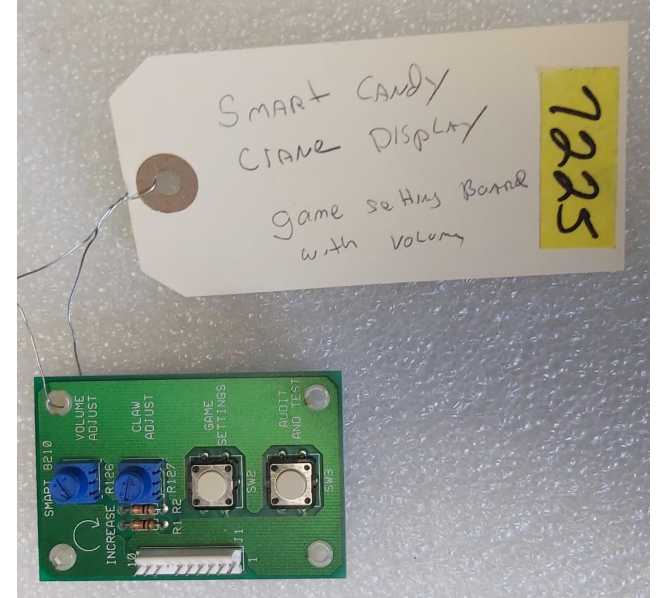 SMART CANDY
CRANE DISPLAY
game setting BOARD
with volume
7225
VOLUME
ADJUST
CLAW
ADJUST
GAME
SETTINGS
AUDIT
AND TEST
SMART 8210
R126
R127
SW2
SW3
INCREASE
R1 R2
10
J1
1